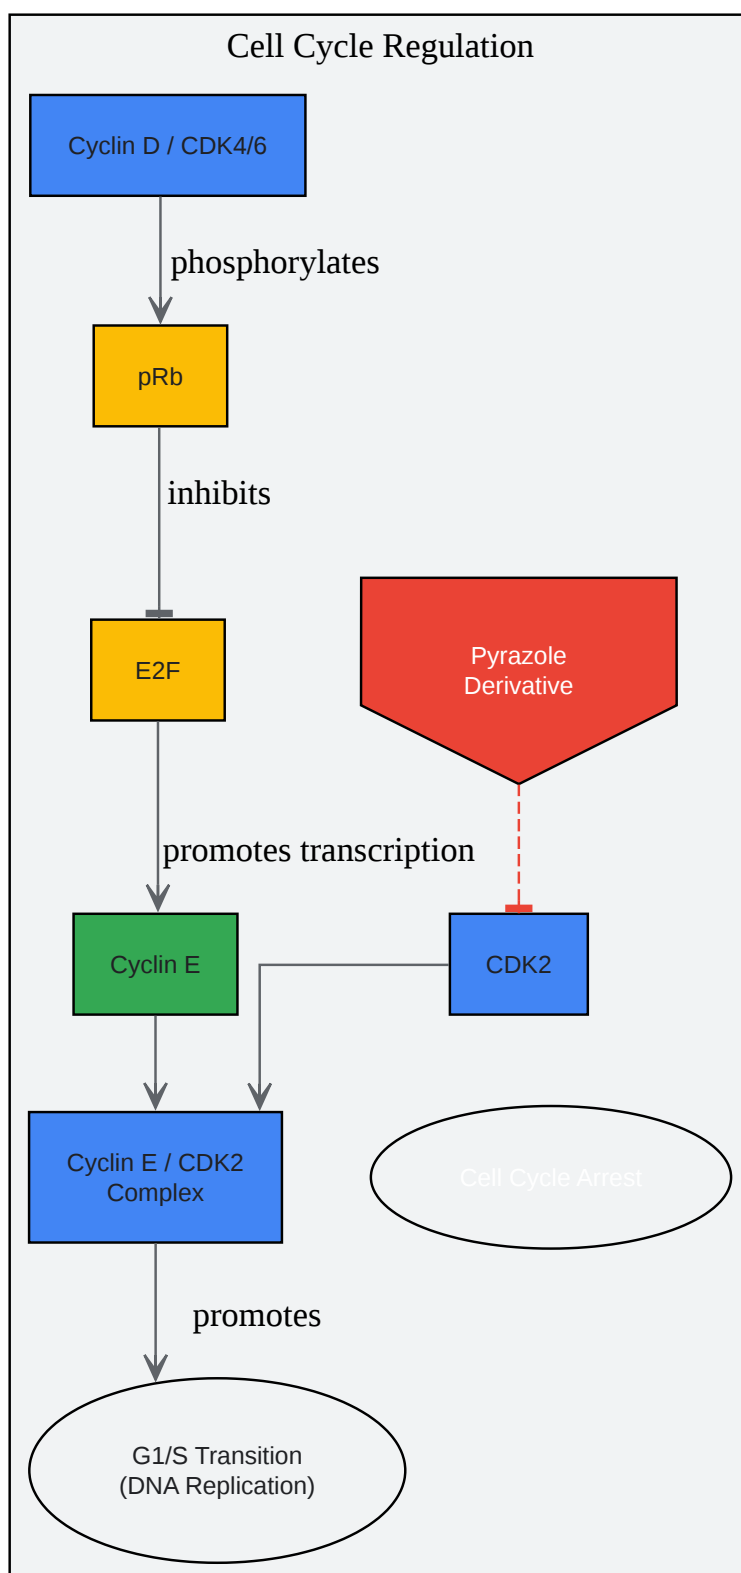 Cell Cycle Regulation
Cyclin D / CDK4/6
phosphorylates
pRb
inhibits
E2F
Pyrazole
Derivative
promotes transcription
Cyclin E
CDK2
Cyclin E / CDK2
Complex
Cell Cycle Arrest
promotes
G1/S Transition
(DNA Replication)